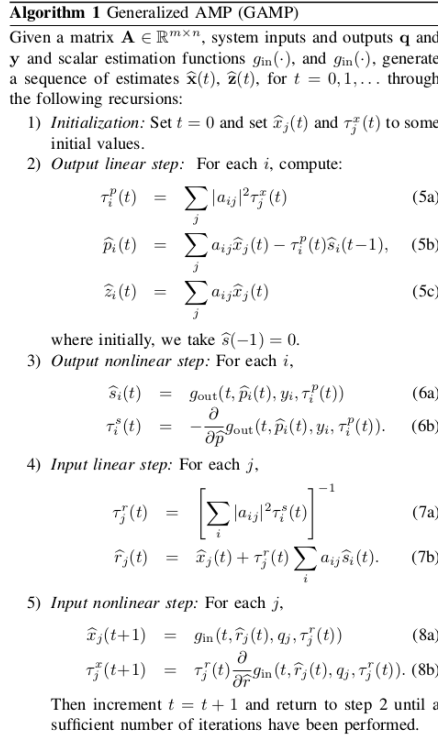 Algorithm 1 Generalized AMP (GAMP)
Given a matrix A ∈ ℝ^{m×n}, system inputs and outputs q and
y and scalar estimation functions g_in(·), and g_in(·), generate
a sequence of estimates x̂(t), ẑ(t), for t = 0, 1, . . . through
the following recursions:
1) Initialization: Set t = 0 and set x̂_j(t) and τ_j^x(t) to some
initial values.
2) Output linear step: For each i, compute:
τ_i^p(t) = ∑_j |a_ij|² τ_j^x(t) (5a)
p̂_i(t) = ∑_j a_ij x̂_j(t) − τ_i^p(t) ŝ_i(t−1), (5b)
ẑ_i(t) = ∑_j a_ij x̂_j(t) (5c)
where initially, we take ŝ(−1) = 0.
3) Output nonlinear step: For each i,
ŝ_i(t) = g_out(t, p̂_i(t), y_i, τ_i^p(t)) (6a)
τ_i^s(t) = −∂/∂p̂ g_out(t, p̂_i(t), y_i, τ_i^p(t)). (6b)
4) Input linear step: For each j,
τ_j^r(t) = [∑_i |a_ij|² τ_i^s(t)]^{−1} (7a)
r̂_j(t) = x̂_j(t) + τ_j^r(t) ∑_i a_ij ŝ_i(t). (7b)
5) Input nonlinear step: For each j,
x̂_j(t+1) = g_in(t, r̂_j(t), q_j, τ_j^r(t)) (8a)
τ_j^x(t+1) = τ_j^r(t) ∂/∂r̂ g_in(t, r̂_j(t), q_j, τ_j^r(t)). (8b)
Then increment t = t + 1 and return to step 2 until a
sufficient number of iterations have been performed.